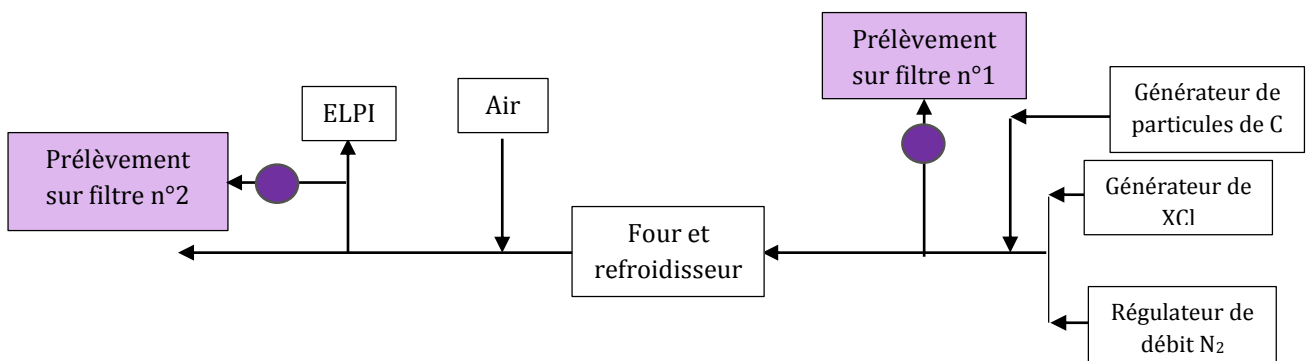 Prélèvement
sur filtre n°1
Générateur de
particules de C
ELPI
Air
Prélèvement
sur filtre n°2
Générateur de
XCl
Four et
refroidisseur
Régulateur de
débit N₂